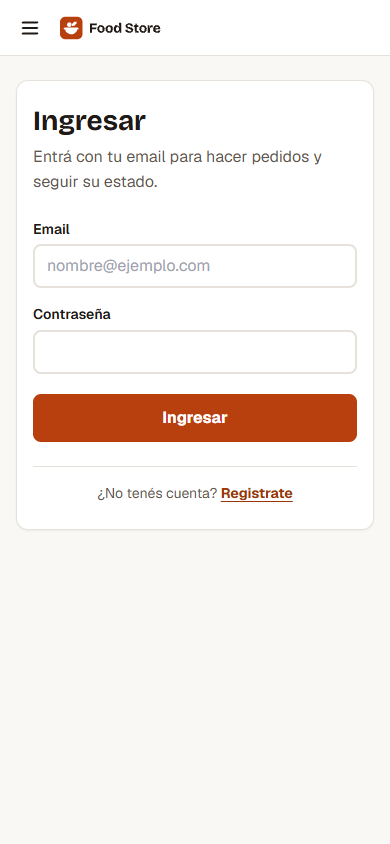 Food Store
Ingresar
Entrá con tu email para hacer pedidos y
seguir su estado.
Email
nombre@ejemplo.com
Contraseña
Ingresar
¿No tenés cuenta? Registrate